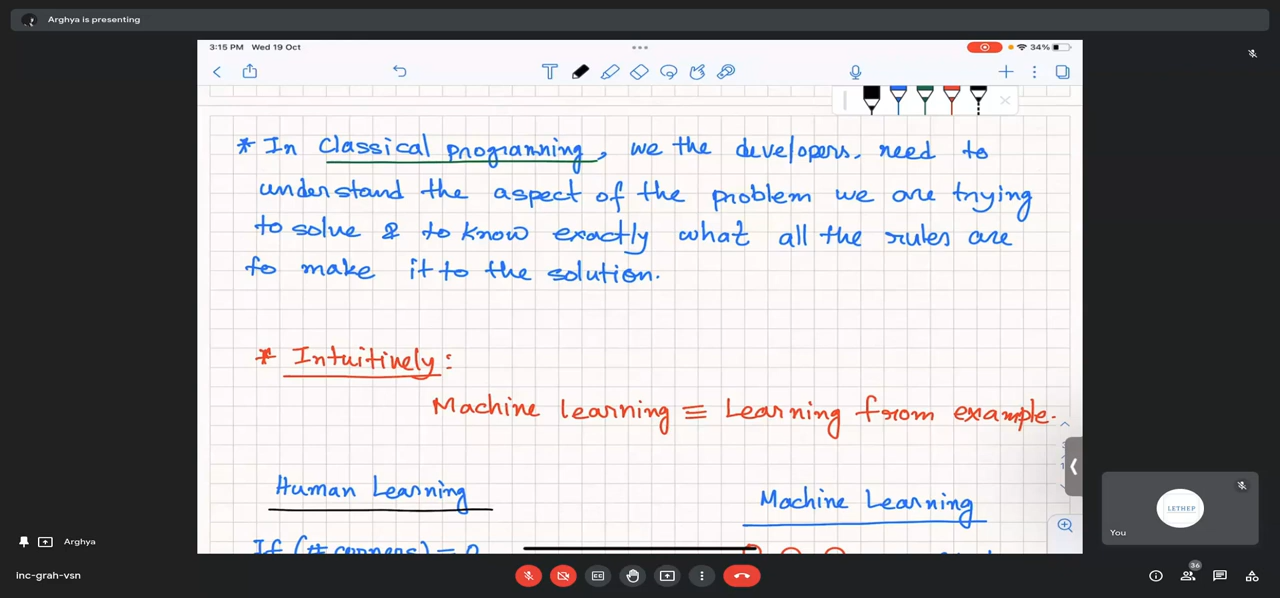 Arghya is presenting
3:15 PM Wed 19 Oct
34%
* In Classical programming, we the developers. need to
understand the aspect of the problem we are trying
to solve & to know exactly what all the rules are
to make it to the solution.
* Intuitively:
Machine learning ≡ Learning from example.
Human Learning
Machine Learning
If (# corners) = 0
LETHEP
You
Arghya
inc-grah-vsn
36